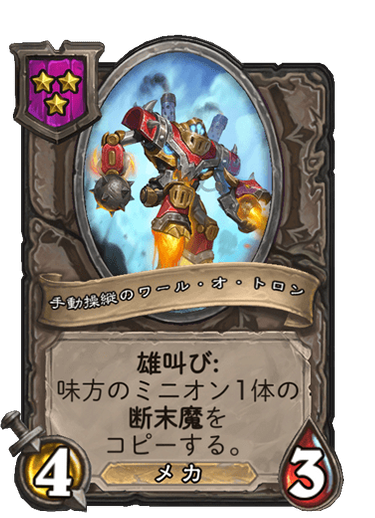 手動操縦のワール・オ・トロン
雄叫び:
味方のミニオン1体の
断末魔を
コピーする。
メカ
4
3